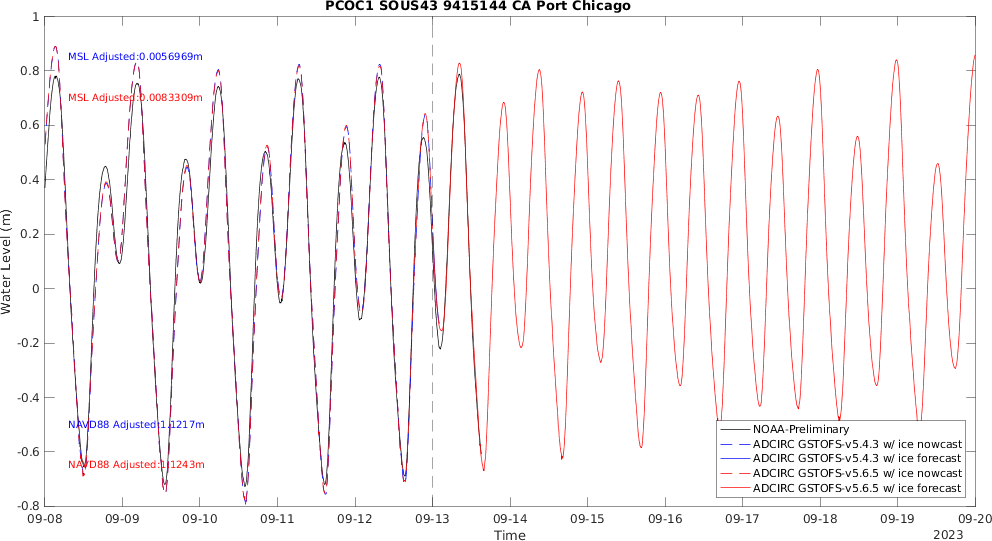 PCOC1 SOUS43 9415144 CA Port Chicago
1
0.8
0.6
0.4
0.2
0
-0.2
-0.4
-0.6
-0.8
Water Level (m)
MSL Adjusted:0.0056969m
MSL Adjusted:0.0083309m
NAVD88 Adjusted:1.1217m
NAVD88 Adjusted:1.1243m
NOAA-Preliminary
ADCIRC GSTOFS-v5.4.3 w/ ice nowcast
ADCIRC GSTOFS-v5.4.3 w/ ice forecast
ADCIRC GSTOFS-v5.6.5 w/ ice nowcast
ADCIRC GSTOFS-v5.6.5 w/ ice forecast
09-08 09-09 09-10 09-11 09-12 09-13 09-14 09-15 09-16 09-17 09-18 09-19 09-20
Time
2023